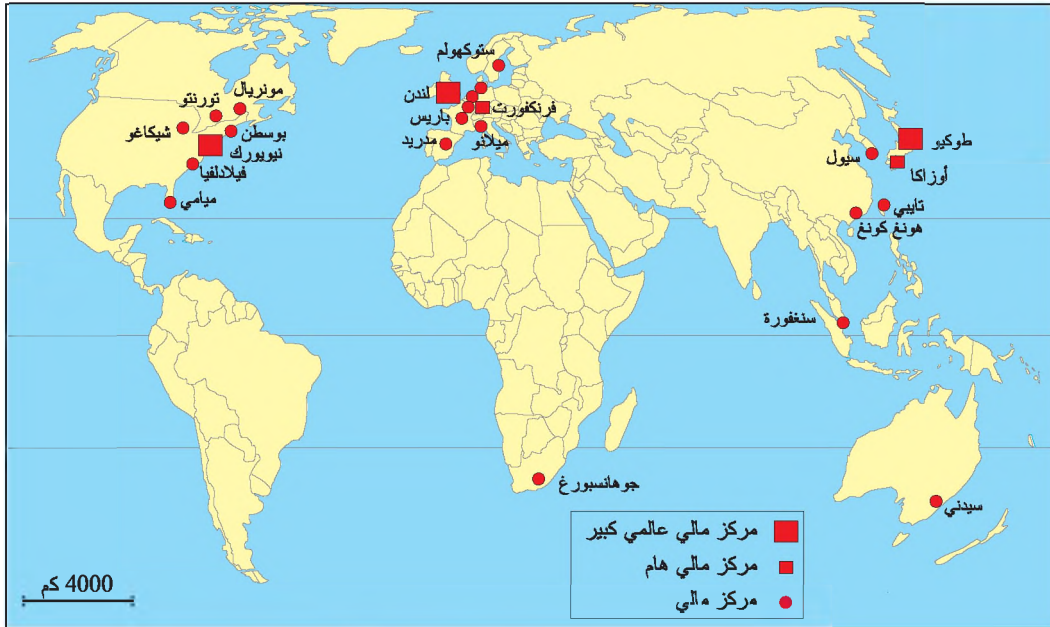 ستوكهولم
مونريال
تورنتو
لندن
فرنكفورت
بوسطن
شيكاغو
باريس
نيويورك
مدريد
ميلانو
طوكيو
سيول
فيلادلفيا
أوزاكا
ميامي
تايبي
هونغ كونغ
سنغفورة
جوهانسبورغ
سيدني
مركز مالي عالمي كبير
مركز مالي هام
مركز مالي
4000 كم